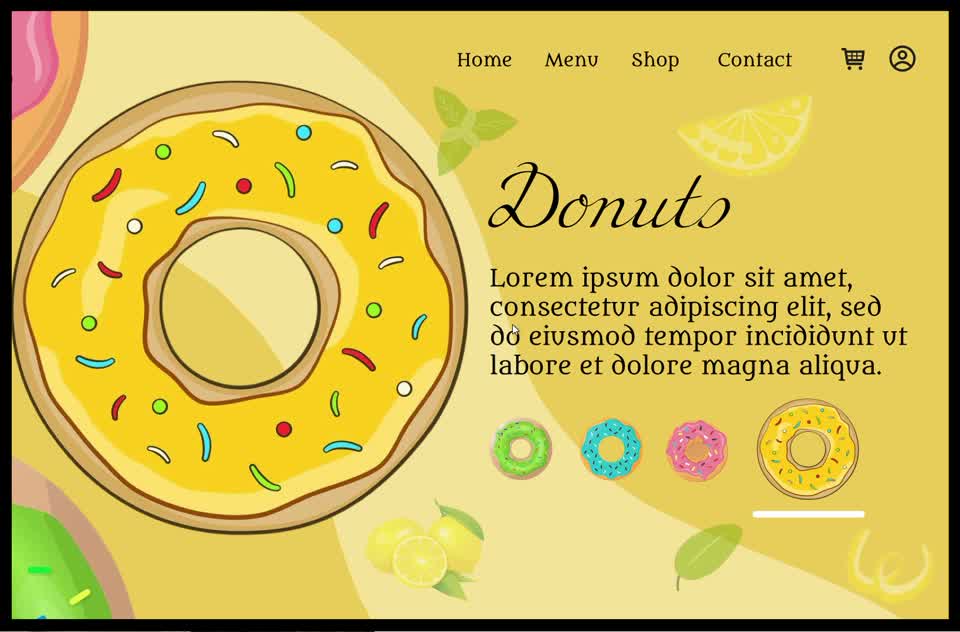 Home Menu Shop Contact
Donuts
Lorem ipsum dolor sit amet,
consectetur adipiscing elit, sed
do eiusmod tempor incididunt ut
labore et dolore magna aliqua.